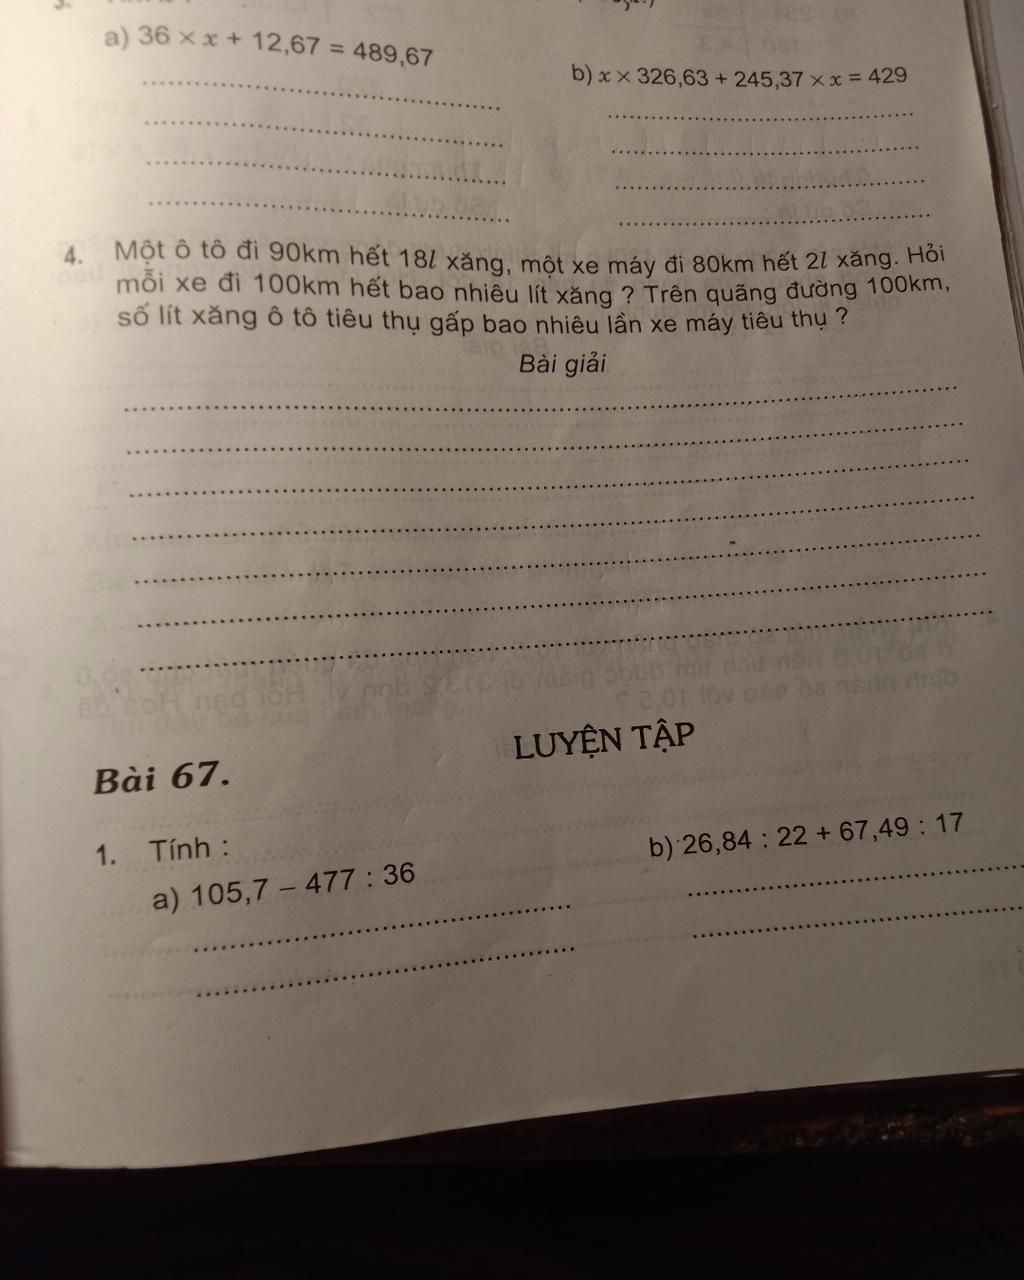 3.
a) 36 × x + 12,67 = 489,67
b) x × 326,63 + 245,37 × x = 429
4. Một ô tô đi 90km hết 18l xăng, một xe máy đi 80km hết 2l xăng. Hỏi
mỗi xe đi 100km hết bao nhiêu lít xăng ? Trên quãng đường 100km,
số lít xăng ô tô tiêu thụ gấp bao nhiêu lần xe máy tiêu thụ ?
Bài giải
LUYỆN TẬP
Bài 67.
1. Tính :
a) 105,7 – 477 : 36
b) 26,84 : 22 + 67,49 : 17